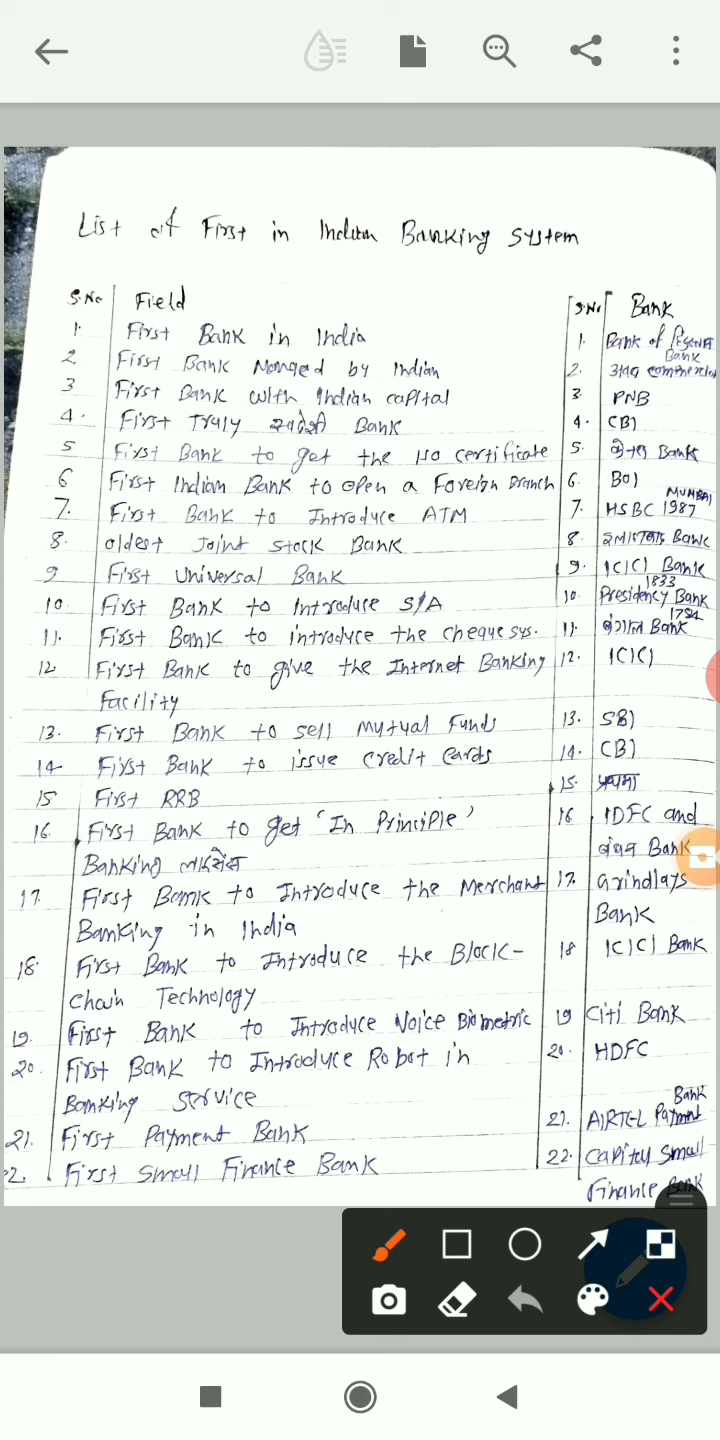 List of First in Indian Banking System
S.No Field S.No Bank
1. First Bank in India 1. Bank of
Bank
2 First Bank Monged by Indian 2. अवध commercial
3 First Bank with Indian capital 3. PNB
4. First Truly स्वदेशी Bank 4. CBI
5 First Bank to get the ISO certificate 5. केनरा Bank
6 First Indian Bank to open a Foreign Branch 6. BOI
7. First Bank to Introduce ATM 7. HSBC 1987 MUMBAI
8. oldest Joint stock Bank 8. इलाहाबाद Bank
9 First Universal Bank 9. ICICI Bank
10 First Bank to Introduce S/A 10. Presidency Bank 1833
11. First Bank to introduce the cheque sys. 11. बंगाल Bank 1784
12 First Bank to give the Internet Banking 12. ICICI
Facility
13. First Bank to sell Mutual Funds 13. SBI
14 First Bank to issue credit cards 14. CBI
15 First RRB 15. प्रथमा
16. First Bank to get 'In Principle' 16 IDFC and
Banking लाइसेंस बंधन Bank
17. First Bank to Introduce the Merchant 17. Grindlays
Banking in India Bank
18. First Bank to Introduce the Block- 18 ICICI Bank
Chain Technology
19. First Bank to Introduce Voice Biometric 19 Citi Bank
20. First Bank to Introduce Robot in 20. HDFC
Banking service
21. First Payment Bank 21. AIRTEL Payment Bank
22. First Small Finance Bank 22. Capital Small
Finance Bank